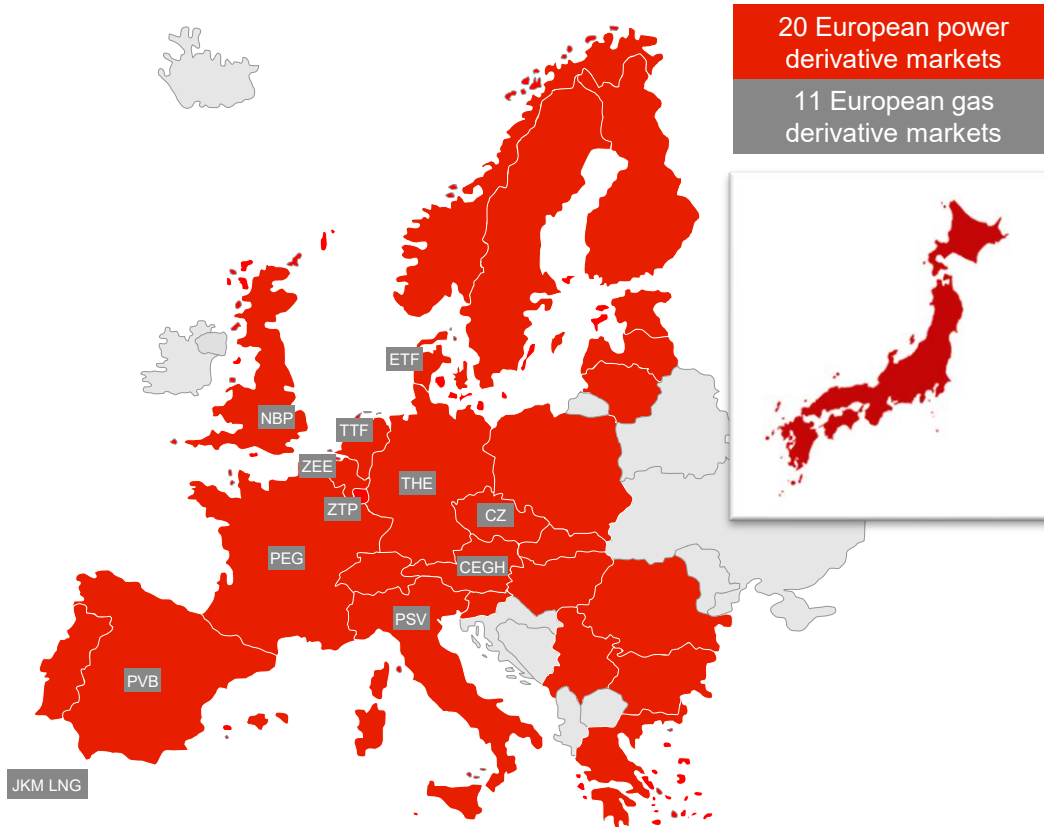 20 European power
derivative markets
11 European gas
derivative markets
ETF
NBP
TTF
ZEE
THE
ZTP
CZ
PEG
CEGH
PSV
PVB
JKM LNG